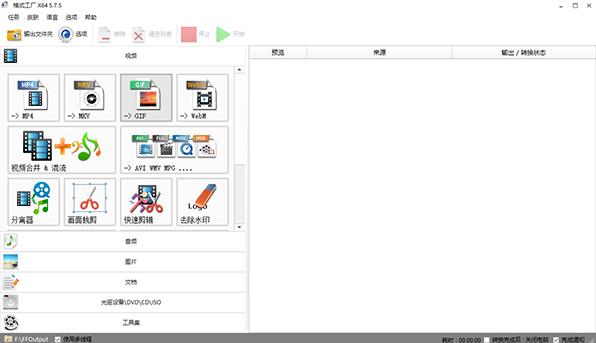 格式工厂 X64 5.7.5
任务 皮肤 语言 选项 帮助
输出文件夹 选项 移除 清空列表 停止 开始
视频
预览 来源 输出 / 转换状态
MP4 MKV GIF WebM
-> MP4 -> MKV -> GIF -> WebM
AVI FLV MOV VOB
视频合并 & 混流 -> AVI WMV MPG ....
Logo
分离器 画面裁剪 快速剪辑 去除水印
音频
图片
文档
光驱设备\DVD\CD\ISO
工具集
F:\FFOutput 使用多线程 耗时 : 00:00:00 转换完成后 : 关闭电脑 完成通知